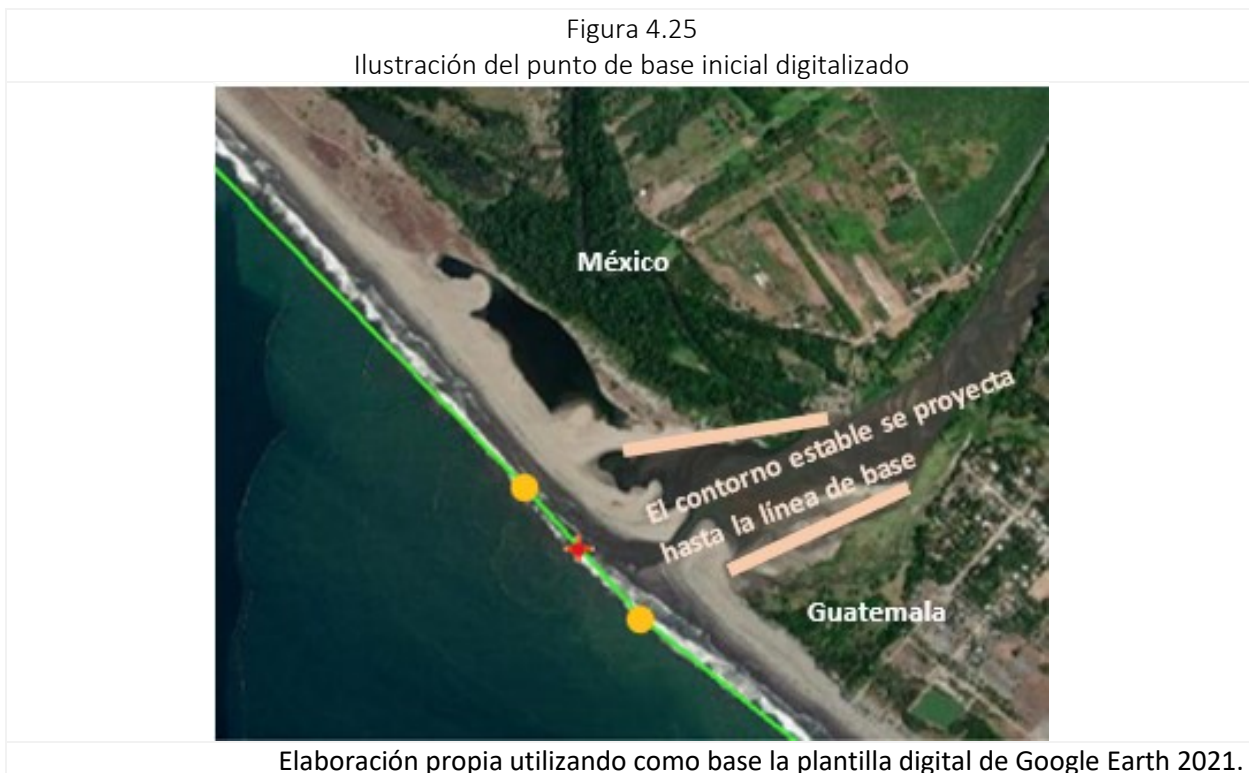 Figura 4.25
Ilustración del punto de base inicial digitalizado
México
El contorno estable se proyecta
hasta la línea de base
Guatemala
Elaboración propia utilizando como base la plantilla digital de Google Earth 2021.